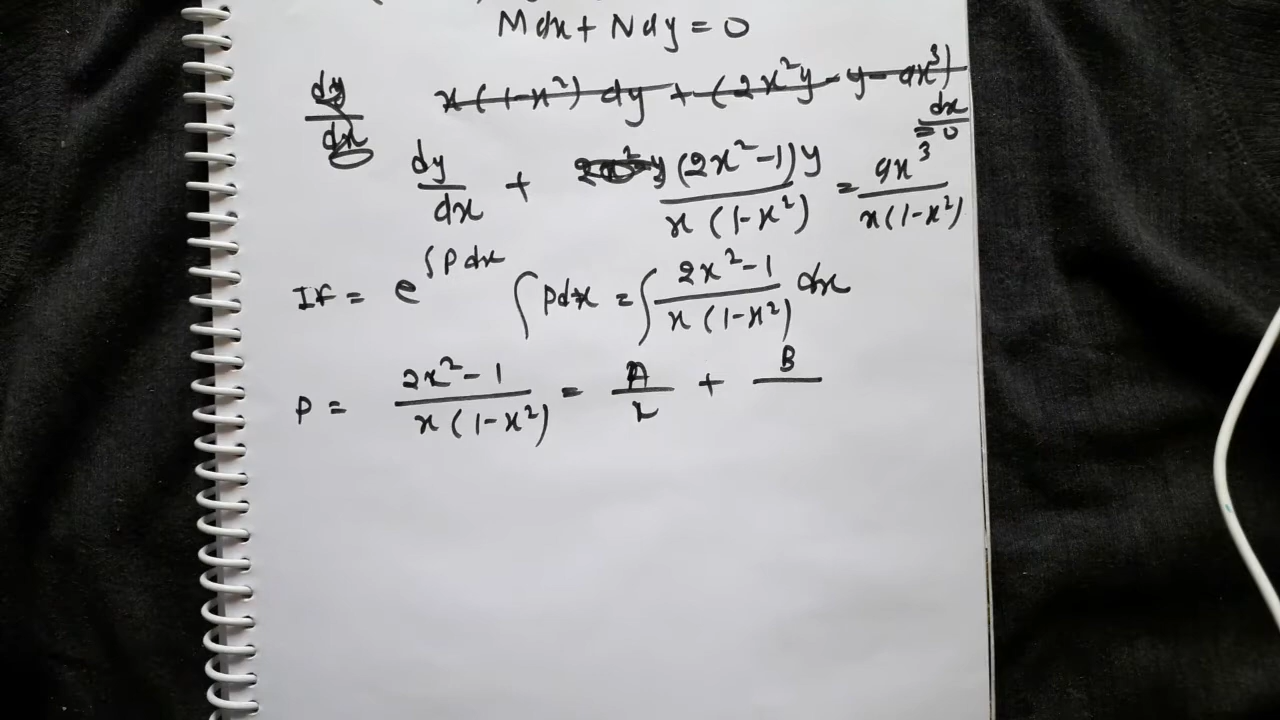 Mdx + Ndy = 0
dy/dx x(1-x²) dy + (2x²y - y - ax³) dx = 0
dy/dx + (2x²-1)y / x(1-x²) = ax³ / x(1-x²)
IF = e^∫Pdx ∫Pdx = ∫ 2x²-1 / x(1-x²) dx
P = 2x²-1 / x(1-x²) = A/x + B/